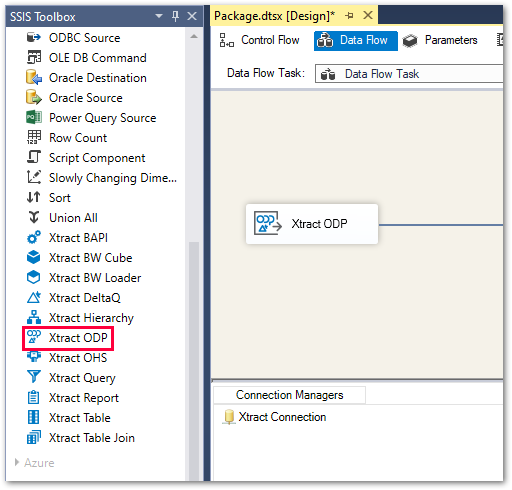 SSIS Toolbox
ODBC Source
OLE DB Command
Oracle Destination
Oracle Source
Power Query Source
Row Count
Script Component
Slowly Changing Dime...
Sort
Union All
Xtract BAPI
Xtract BW Cube
Xtract BW Loader
Xtract DeltaQ
Xtract Hierarchy
Xtract ODP
Xtract OHS
Xtract Query
Xtract Report
Xtract Table
Xtract Table Join
Azure
Package.dtsx [Design]*
Control Flow
Data Flow
Parameters
Data Flow Task:
Data Flow Task
Xtract ODP
Connection Managers
Xtract Connection